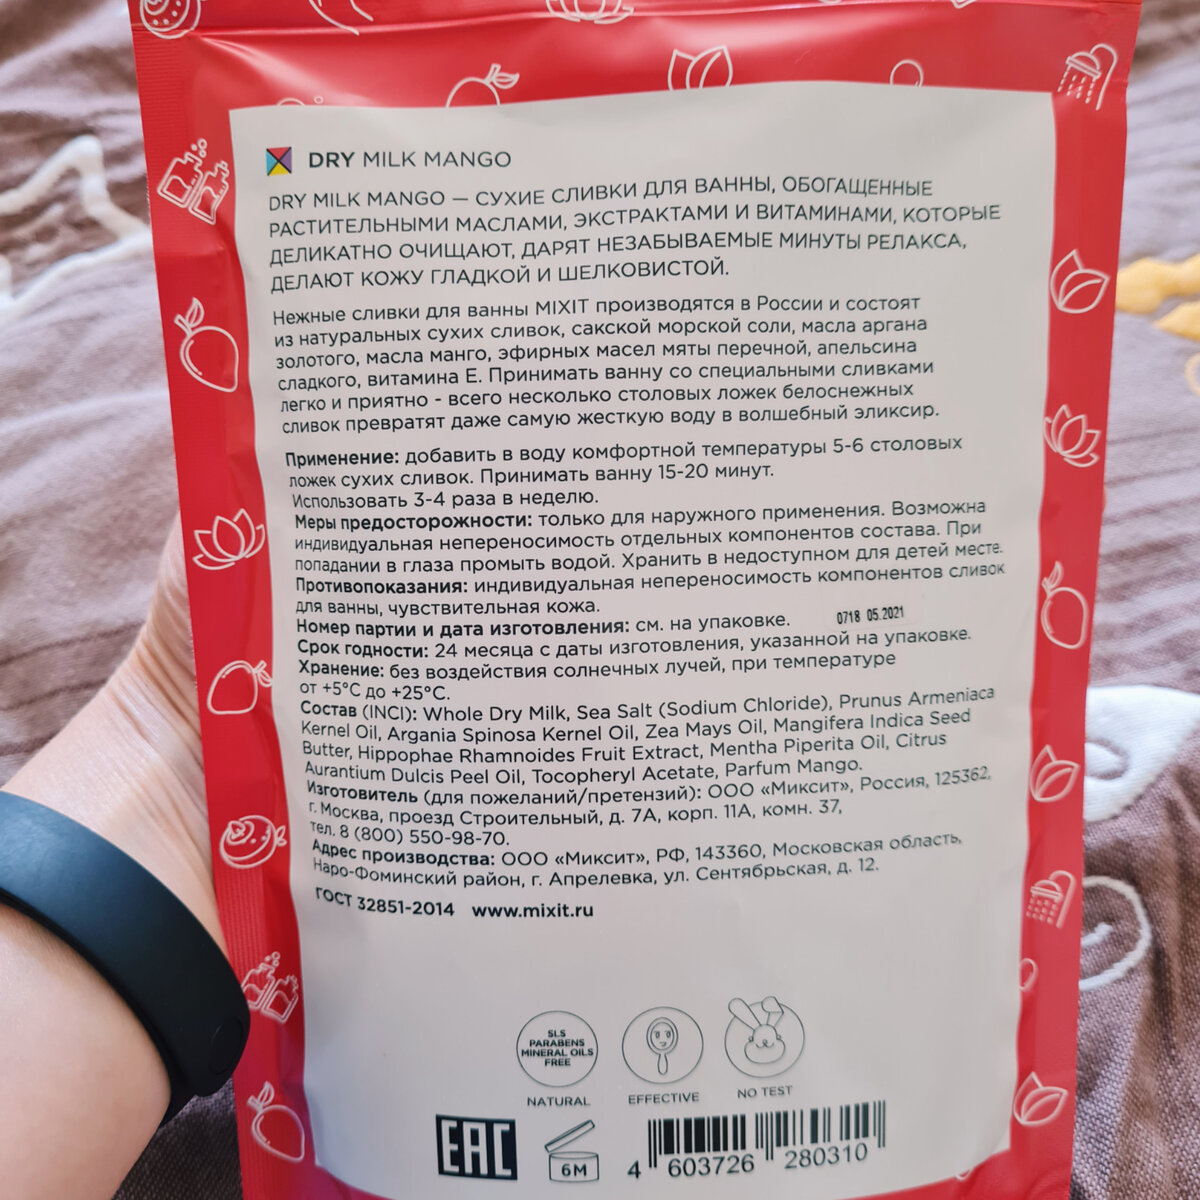 DRY MILK MANGO
DRY MILK MANGO — СУХИЕ СЛИВКИ ДЛЯ ВАННЫ, ОБОГАЩЕННЫЕ
РАСТИТЕЛЬНЫМИ МАСЛАМИ, ЭКСТРАКТАМИ И ВИТАМИНАМИ, КОТОРЫЕ
ДЕЛИКАТНО ОЧИЩАЮТ, ДАРЯТ НЕЗАБЫВАЕМЫЕ МИНУТЫ РЕЛАКСА,
ДЕЛАЮТ КОЖУ ГЛАДКОЙ И ШЕЛКОВИСТОЙ.
Нежные сливки для ванны MIXIT производятся в России и состоят
из натуральных сухих сливок, сакской морской соли, масла аргана
золотого, масла манго, эфирных масел мяты перечной, апельсина
сладкого, витамина Е. Принимать ванну со специальными сливками
легко и приятно - всего несколько столовых ложек белоснежных
сливок превратят даже самую жесткую воду в волшебный эликсир.
Применение: добавить в воду комфортной температуры 5-6 столовых
ложек сухих сливок. Принимать ванну 15-20 минут.
Использовать 3-4 раза в неделю.
Меры предосторожности: только для наружного применения. Возможна
индивидуальная непереносимость отдельных компонентов состава. При
попадании в глаза промыть водой. Хранить в недоступном для детей месте.
Противопоказания: индивидуальная непереносимость компонентов сливок
для ванны, чувствительная кожа.
Номер партии и дата изготовления: см. на упаковке. 0718 05.2021
Срок годности: 24 месяца с даты изготовления, указанной на упаковке.
Хранение: без воздействия солнечных лучей, при температуре
от +5°C до +25°C.
Состав (INCI): Whole Dry Milk, Sea Salt (Sodium Chloride), Prunus Armeniaca
Kernel Oil, Argania Spinosa Kernel Oil, Zea Mays Oil, Mangifera Indica Seed
Butter, Hippophae Rhamnoides Fruit Extract, Mentha Piperita Oil, Citrus
Aurantium Dulcis Peel Oil, Tocopheryl Acetate, Parfum Mango.
Изготовитель (для пожеланий/претензий): ООО «Миксит», Россия, 125362,
г. Москва, проезд Строительный, д. 7А, корп. 11А, комн. 37,
тел. 8 (800) 550-98-70.
Адрес производства: ООО «Миксит», РФ, 143360, Московская область,
Наро-Фоминский район, г. Апрелевка, ул. Сентябрьская, д. 12.
ГОСТ 32851-2014 www.mixit.ru
SLS
PARABENS
MINERAL OILS
FREE
NATURAL EFFECTIVE NO TEST
EAC 6M 4 603726 280310